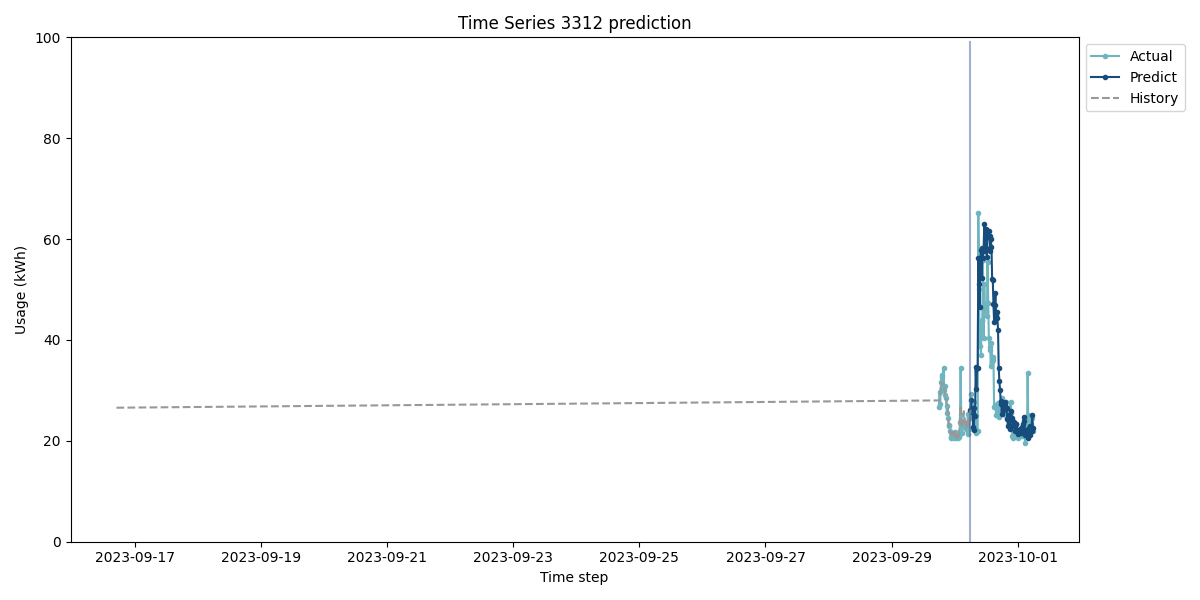 Time Series 3312 prediction
Usage (kWh)
100
80
60
40
20
0
2023-09-17
2023-09-19
2023-09-21
2023-09-23
2023-09-25
2023-09-27
2023-09-29
2023-10-01
Time step
Actual
Predict
History